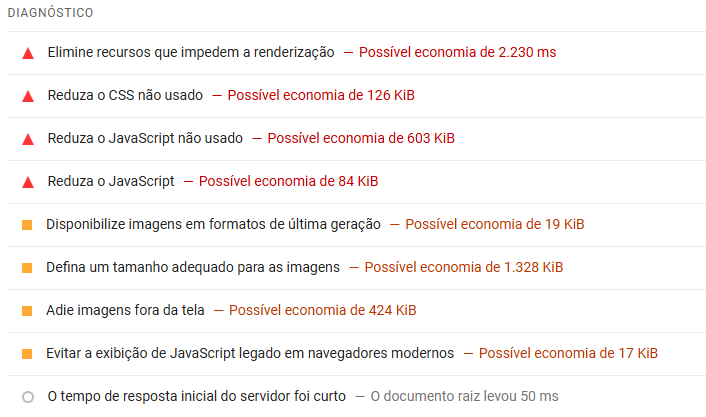 DIAGNÓSTICO
Elimine recursos que impedem a renderização — Possível economia de 2.230 ms
Reduza o CSS não usado — Possível economia de 126 KiB
Reduza o JavaScript não usado — Possível economia de 603 KiB
Reduza o JavaScript — Possível economia de 84 KiB
Disponibilize imagens em formatos de última geração — Possível economia de 19 KiB
Defina um tamanho adequado para as imagens — Possível economia de 1.328 KiB
Adie imagens fora da tela — Possível economia de 424 KiB
Evitar a exibição de JavaScript legado em navegadores modernos — Possível economia de 17 KiB
O tempo de resposta inicial do servidor foi curto — O documento raiz levou 50 ms